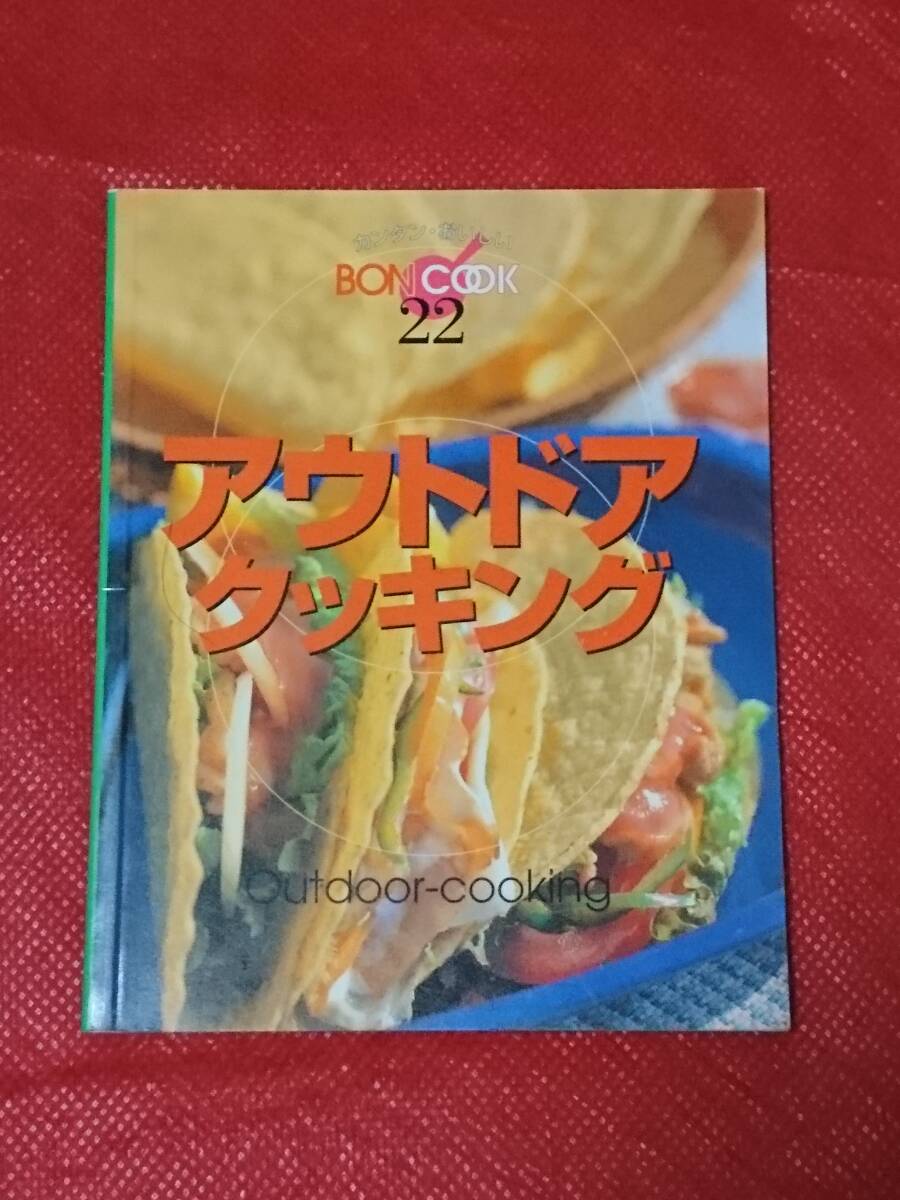 カンタン・おいしい
BON COOK
22
アウトドア
クッキング
Outdoor-cooking